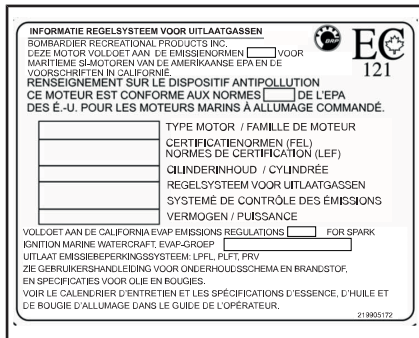 INFORMATIE REGELSYSTEEM VOOR UITLAATGASSEN
BOMBARDIER RECREATIONAL PRODUCTS INC.
DEZE MOTOR VOLDOET AAN DE EMISSIENORMEN VOOR
MARITIEME SI-MOTOREN VAN DE AMERIKAANSE EPA EN DE
VOORSCHRIFTEN IN CALIFORNIË.
BRP
EC
121
RENSEIGNEMENT SUR LE DISPOSITIF ANTIPOLLUTION
CE MOTEUR EST CONFORME AUX NORMES DE L'EPA
DES É.-U. POUR LES MOTEURS MARINS À ALLUMAGE COMMANDÉ.
TYPE MOTOR / FAMILLE DE MOTEUR
CERTIFICATIENORMEN (FEL)
NORMES DE CERTIFICATION (LEF)
CILINDERINHOUD / CYLINDRÉE
REGELSYSTEEM VOOR UITLAATGASSEN
SYSTEMÉ DE CONTRÔLE DES ÉMISSIONS
VERMOGEN / PUISSANCE
VOLDOET AAN DE CALIFORNIA EVAP EMISSIONS REGULATIONS FOR SPARK
IGNITION MARINE WATERCRAFT, EVAP-GROEP
UITLAAT EMISSIEBEPERKINGSSYSTEEM: LPFL, PLFT, PRV
ZIE GEBRUIKERSHANDLEIDING VOOR ONDERHOUDSSCHEMA EN BRANDSTOF,
EN SPECIFICATIES VOOR OLIE EN BOUGIES.
VOIR LE CALENDRIER D'ENTRETIEN ET LES SPÉCIFICATIONS D'ESSENCE, D'HUILE ET
DE BOUGIE D'ALLUMAGE DANS LE GUIDE DE L'OPÉRATEUR.
219905172